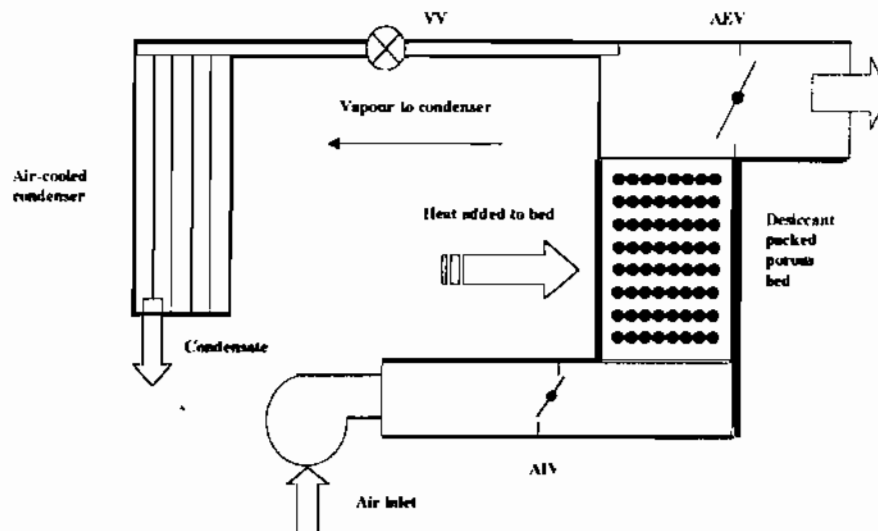 VV
AEV
Vapour to condenser
Air-cooled
condenser
Heat added to bed
Desiccant
packed
porous
bed
Condensate
AIV
Air inlet